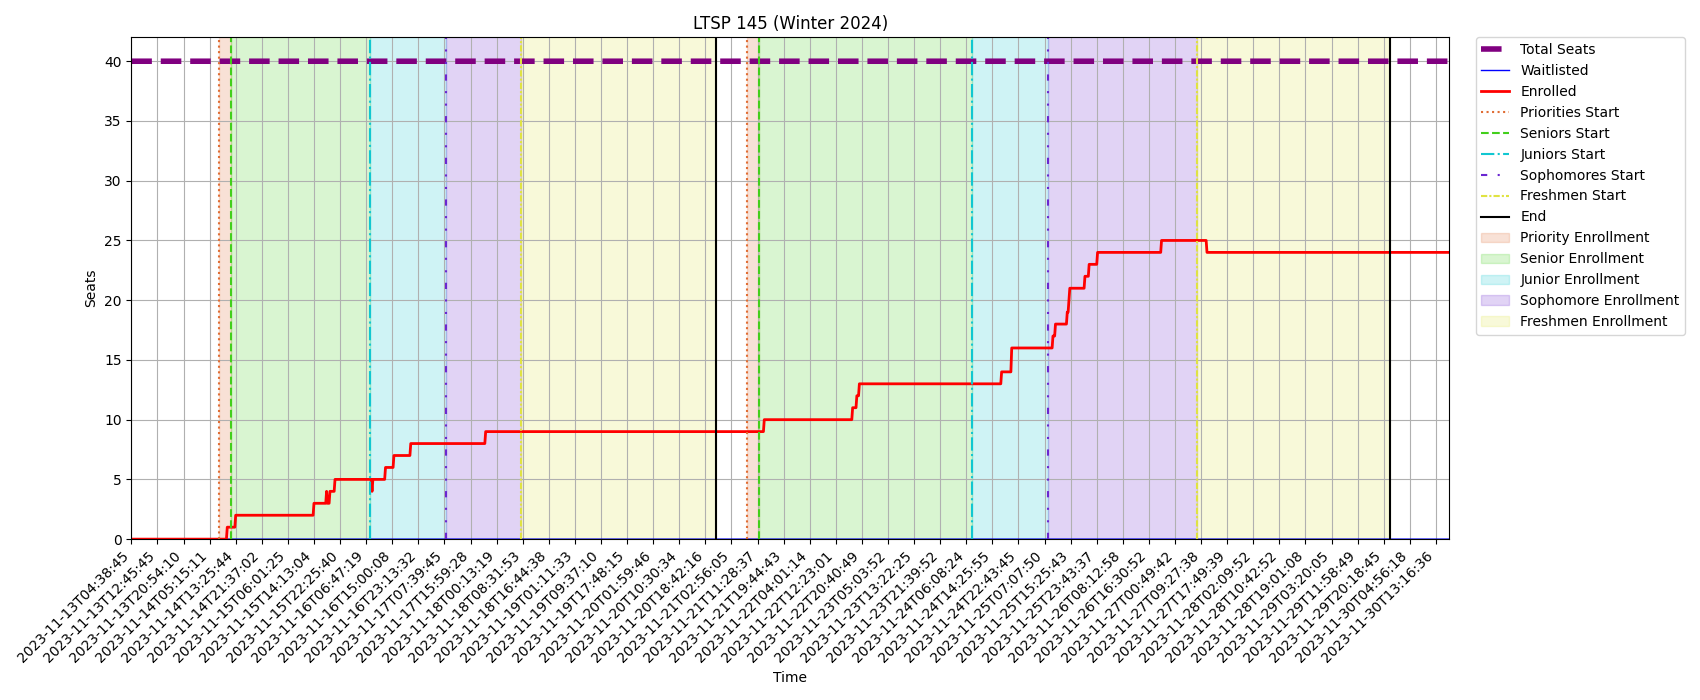 LTSP 145 (Winter 2024)
Seats
40
35
30
25
20
15
10
5
0
2023-11-13T04:38:45
2023-11-13T12:45:45
2023-11-13T20:54:10
2023-11-14T05:15:11
2023-11-14T13:25:44
2023-11-14T21:37:02
2023-11-15T06:01:25
2023-11-15T14:13:04
2023-11-15T22:25:40
2023-11-16T06:47:19
2023-11-16T15:00:08
2023-11-16T23:13:32
2023-11-17T07:39:45
2023-11-17T15:59:28
2023-11-18T00:13:19
2023-11-18T08:31:53
2023-11-18T16:44:38
2023-11-19T01:11:33
2023-11-19T09:37:10
2023-11-19T17:48:15
2023-11-20T01:59:46
2023-11-20T10:30:34
2023-11-20T18:42:16
2023-11-21T02:56:05
2023-11-21T11:28:37
2023-11-21T19:44:43
2023-11-22T04:01:14
2023-11-22T12:23:01
2023-11-22T20:40:49
2023-11-23T05:03:52
2023-11-23T13:22:25
2023-11-23T21:39:52
2023-11-24T06:08:24
2023-11-24T14:25:55
2023-11-24T22:43:45
2023-11-25T07:07:50
2023-11-25T15:25:43
2023-11-25T23:43:37
2023-11-26T08:12:58
2023-11-26T16:30:52
2023-11-27T00:49:42
2023-11-27T09:27:38
2023-11-27T17:49:39
2023-11-28T02:09:52
2023-11-28T10:42:52
2023-11-28T19:01:08
2023-11-29T03:20:05
2023-11-29T11:58:49
2023-11-29T20:18:45
2023-11-30T04:56:18
2023-11-30T13:16:36
Time
Total Seats
Waitlisted
Enrolled
Priorities Start
Seniors Start
Juniors Start
Sophomores Start
Freshmen Start
End
Priority Enrollment
Senior Enrollment
Junior Enrollment
Sophomore Enrollment
Freshmen Enrollment